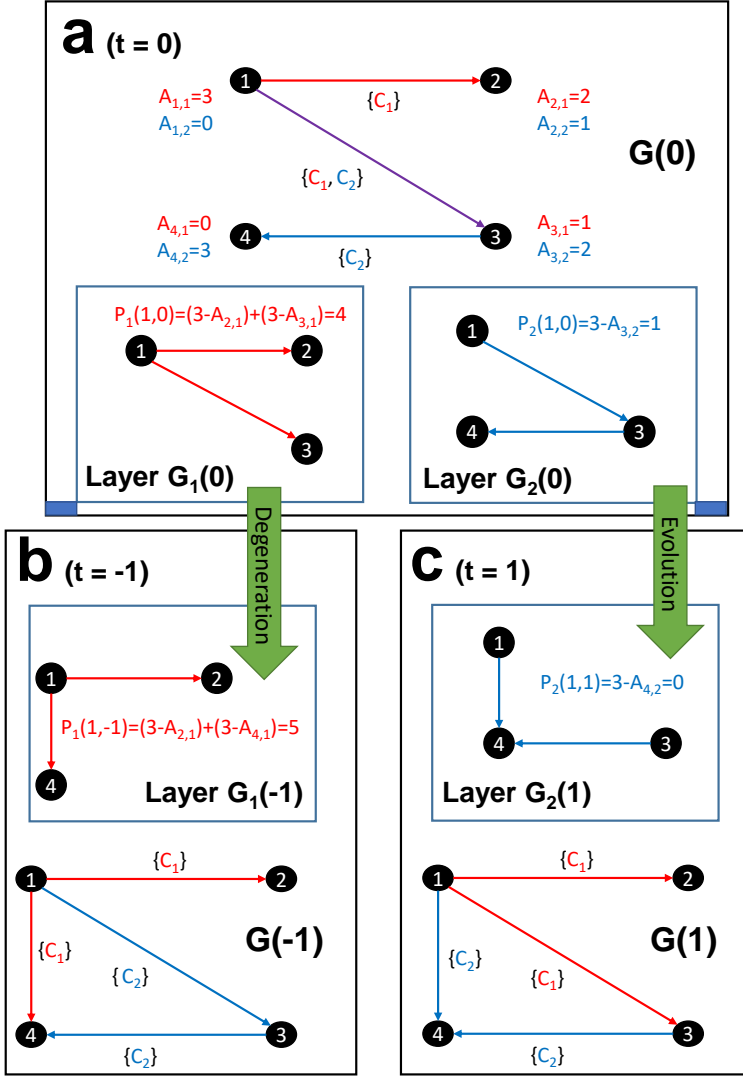 a (t = 0)
1
2
A1,1=3
A1,2=0
{C1}
A2,1=2
A2,2=1
G(0)
{C1, C2}
A4,1=0
A4,2=3
4
3
{C2}
A3,1=1
A3,2=2
P1(1,0)=(3-A2,1)+(3-A3,1)=4
1
2
3
Layer G1(0)
P2(1,0)=3-A3,2=1
1
4
3
Layer G2(0)
Degeneration
Evolution
b (t = -1)
1
2
P1(1,-1)=(3-A2,1)+(3-A4,1)=5
4
Layer G1(-1)
{C1}
1
2
{C1}
{C2}
G(-1)
4
3
{C2}
c (t = 1)
1
P2(1,1)=3-A4,2=0
4
3
Layer G2(1)
{C1}
1
2
{C2}
{C1}
G(1)
4
3
{C2}